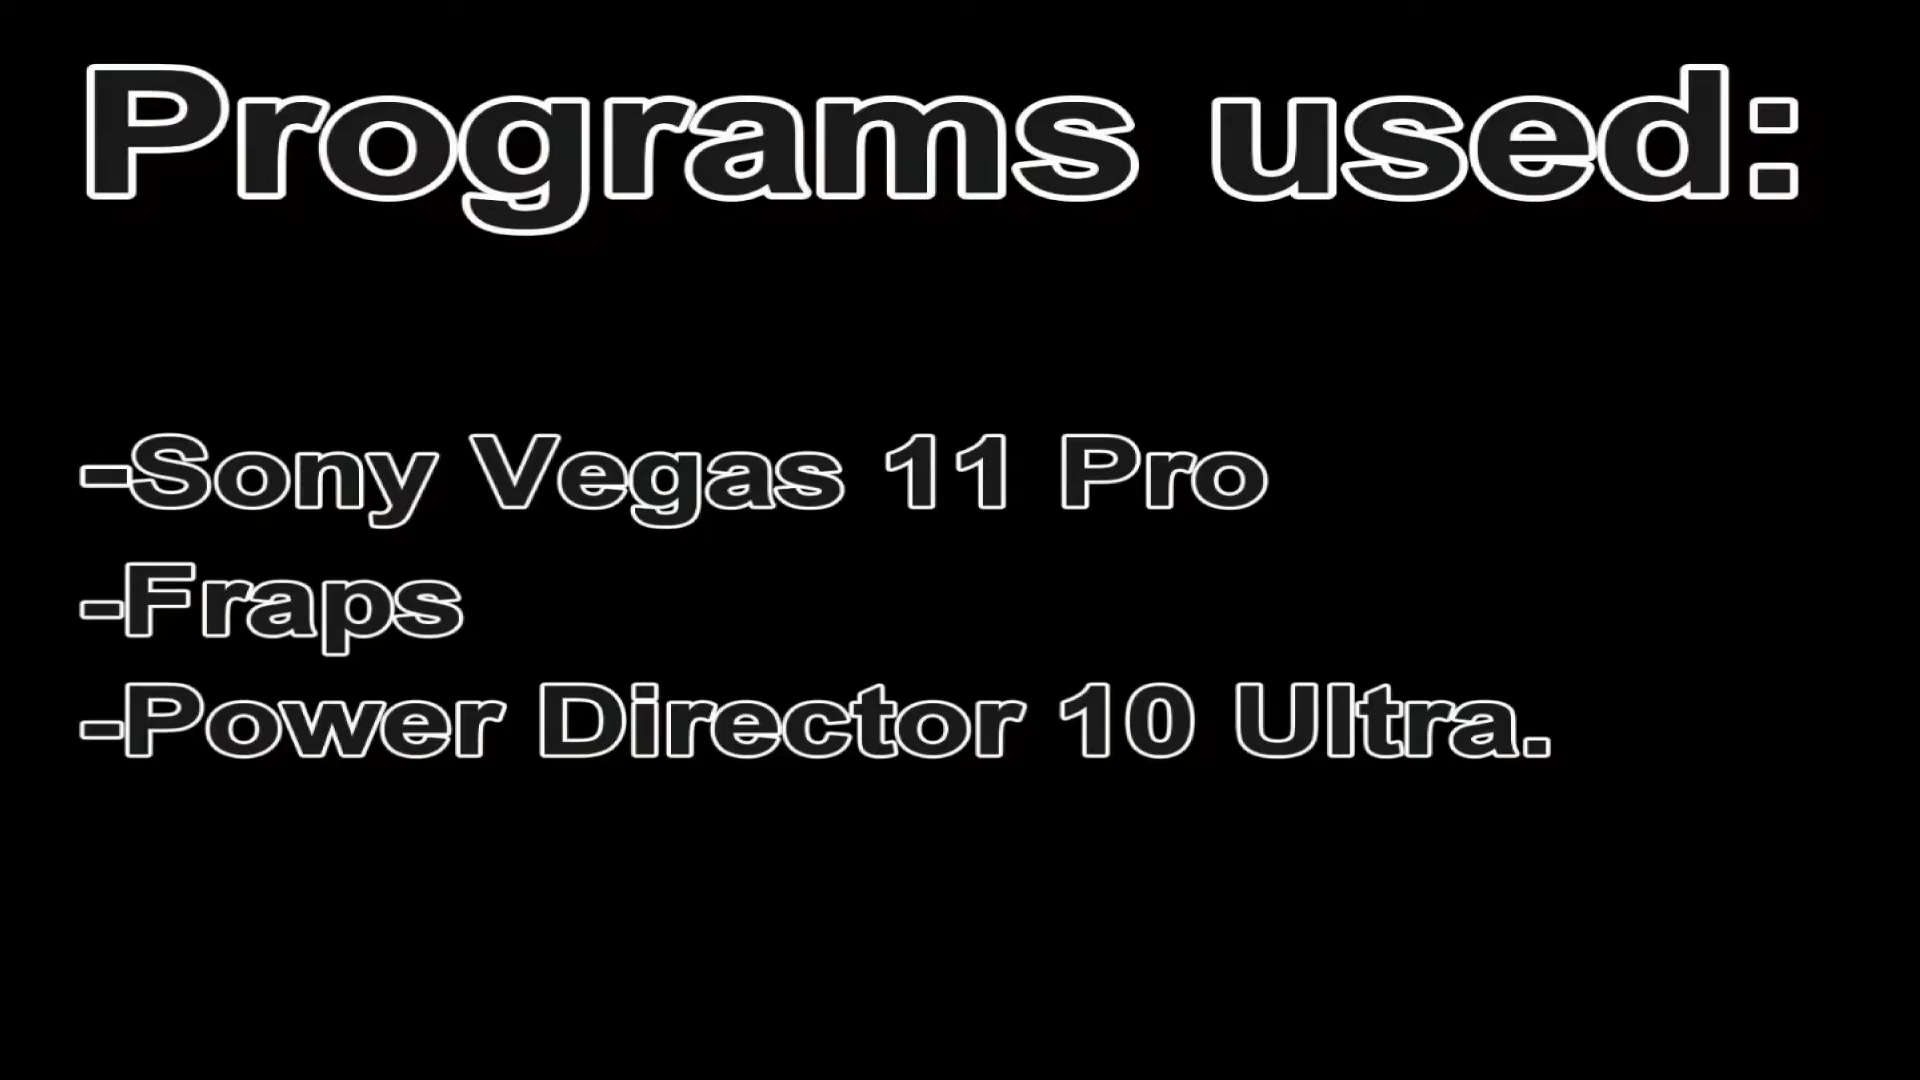 Programs used:
-Sony Vegas 11 Pro
-Fraps
-Power Director 10 Ultra.